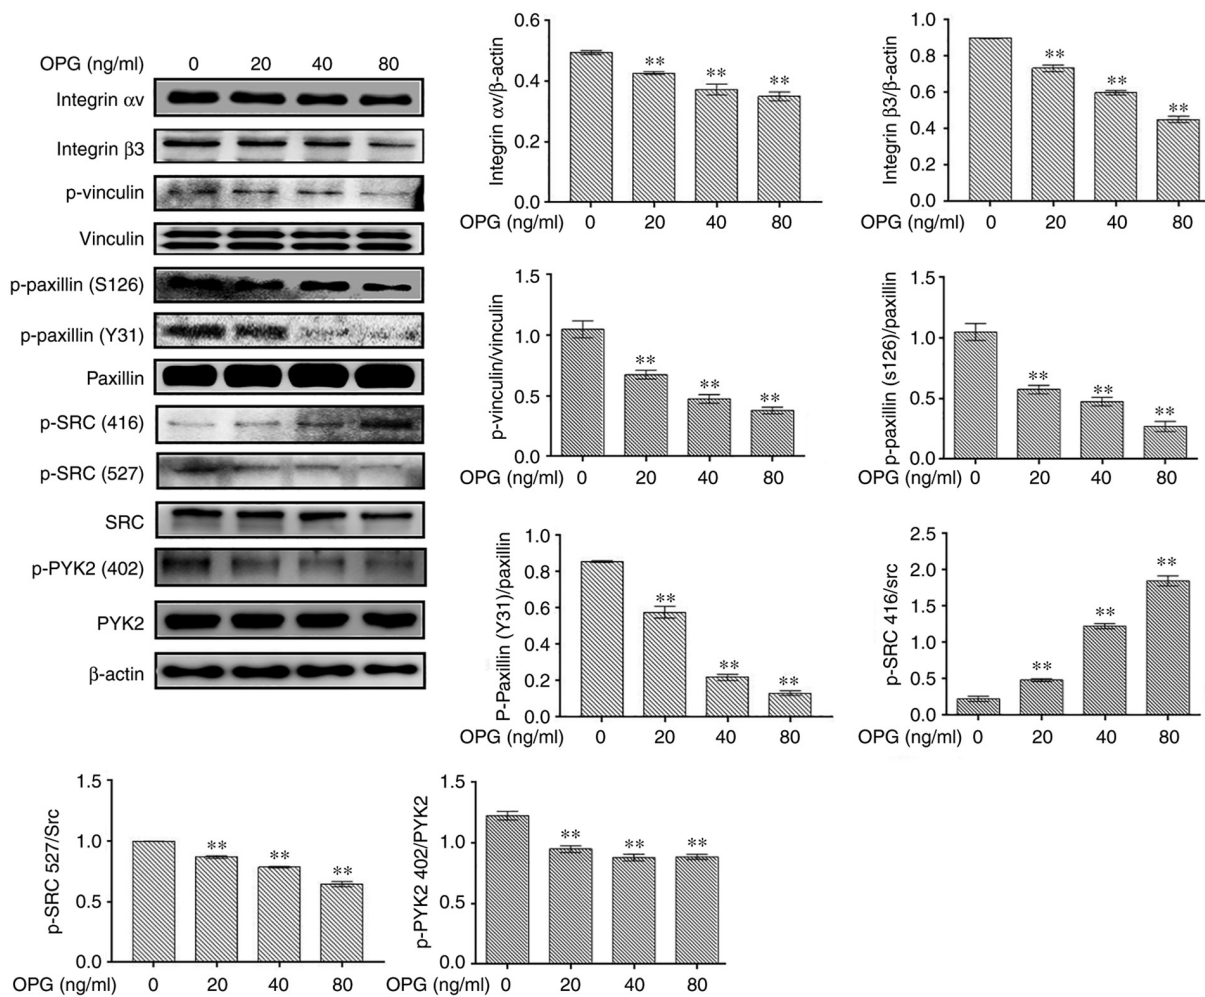 OPG (ng/ml) 0 20 40 80
Integrin αv
Integrin β3
p-vinculin
Vinculin
p-paxillin (S126)
p-paxillin (Y31)
Paxillin
p-SRC (416)
p-SRC (527)
SRC
p-PYK2 (402)
PYK2
β-actin
Integrin αv/β-actin
0.6
0.4
0.2
0.0
** ** **
OPG (ng/ml) 0 20 40 80
Integrin β3/β-actin
1.0
0.8
0.6
0.4
0.2
0.0
** ** **
OPG (ng/ml) 0 20 40 80
p-vinculin/vinculin
1.5
1.0
0.5
0.0
** ** **
OPG (ng/ml) 0 20 40 80
p-paxillin (s126)/paxillin
1.5
1.0
0.5
0.0
** ** **
OPG (ng/ml) 0 20 40 80
P-Paxillin (Y31)/paxillin
1.0
0.8
0.6
0.4
0.2
0.0
** ** **
OPG (ng/ml) 0 20 40 80
p-SRC 416/src
2.5
2.0
1.5
1.0
0.5
0.0
** ** **
OPG (ng/ml) 0 20 40 80
p-SRC 527/Src
1.5
1.0
0.5
0.0
** ** **
OPG (ng/ml) 0 20 40 80
p-PYK2 402/PYK2
1.5
1.0
0.5
0.0
** ** **
OPG (ng/ml) 0 20 40 80